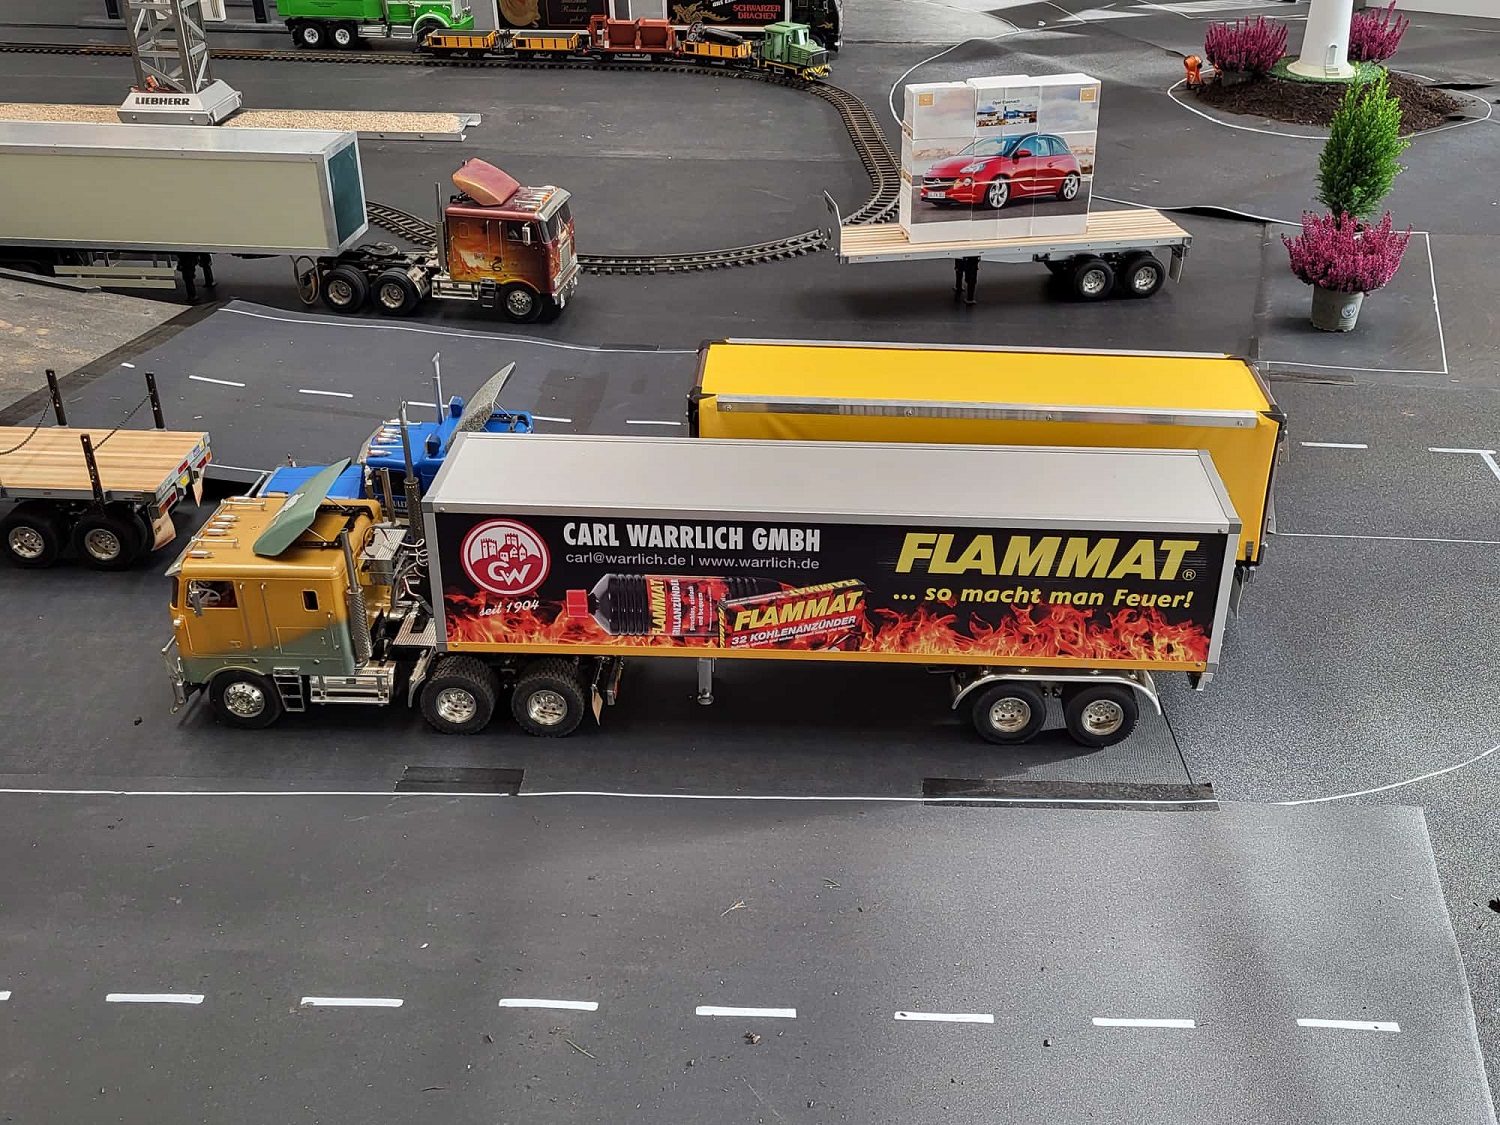 SCHWARZER
DRACHEN
LIEBHERR
CARL WARRLICH GMBH
carl@warrlich.de | www.warrlich.de
CW
seit 1904
FLAMMAT
FLAMMAT
32 KOHLENANZÜNDER
FLAMMAT®
... so macht man Feuer!